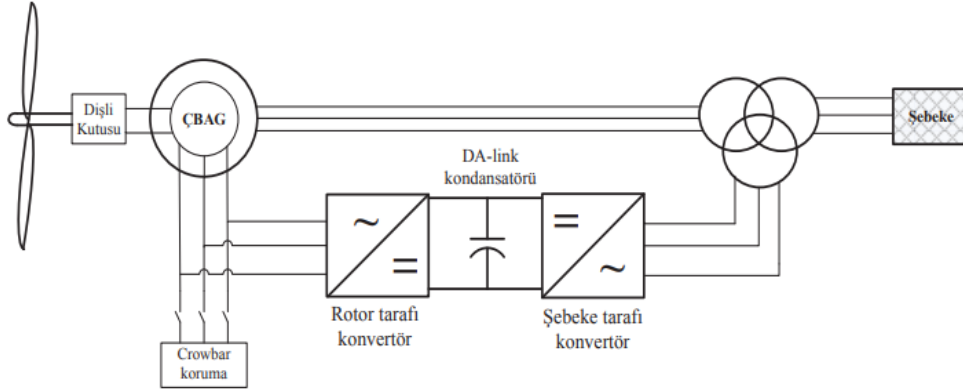 Dişli
Kutusu
ÇBAG
Şebeke
DA-link
kondansatörü
~
=
=
~
Rotor tarafı
konvertör
Şebeke tarafı
konvertör
Crowbar
koruma